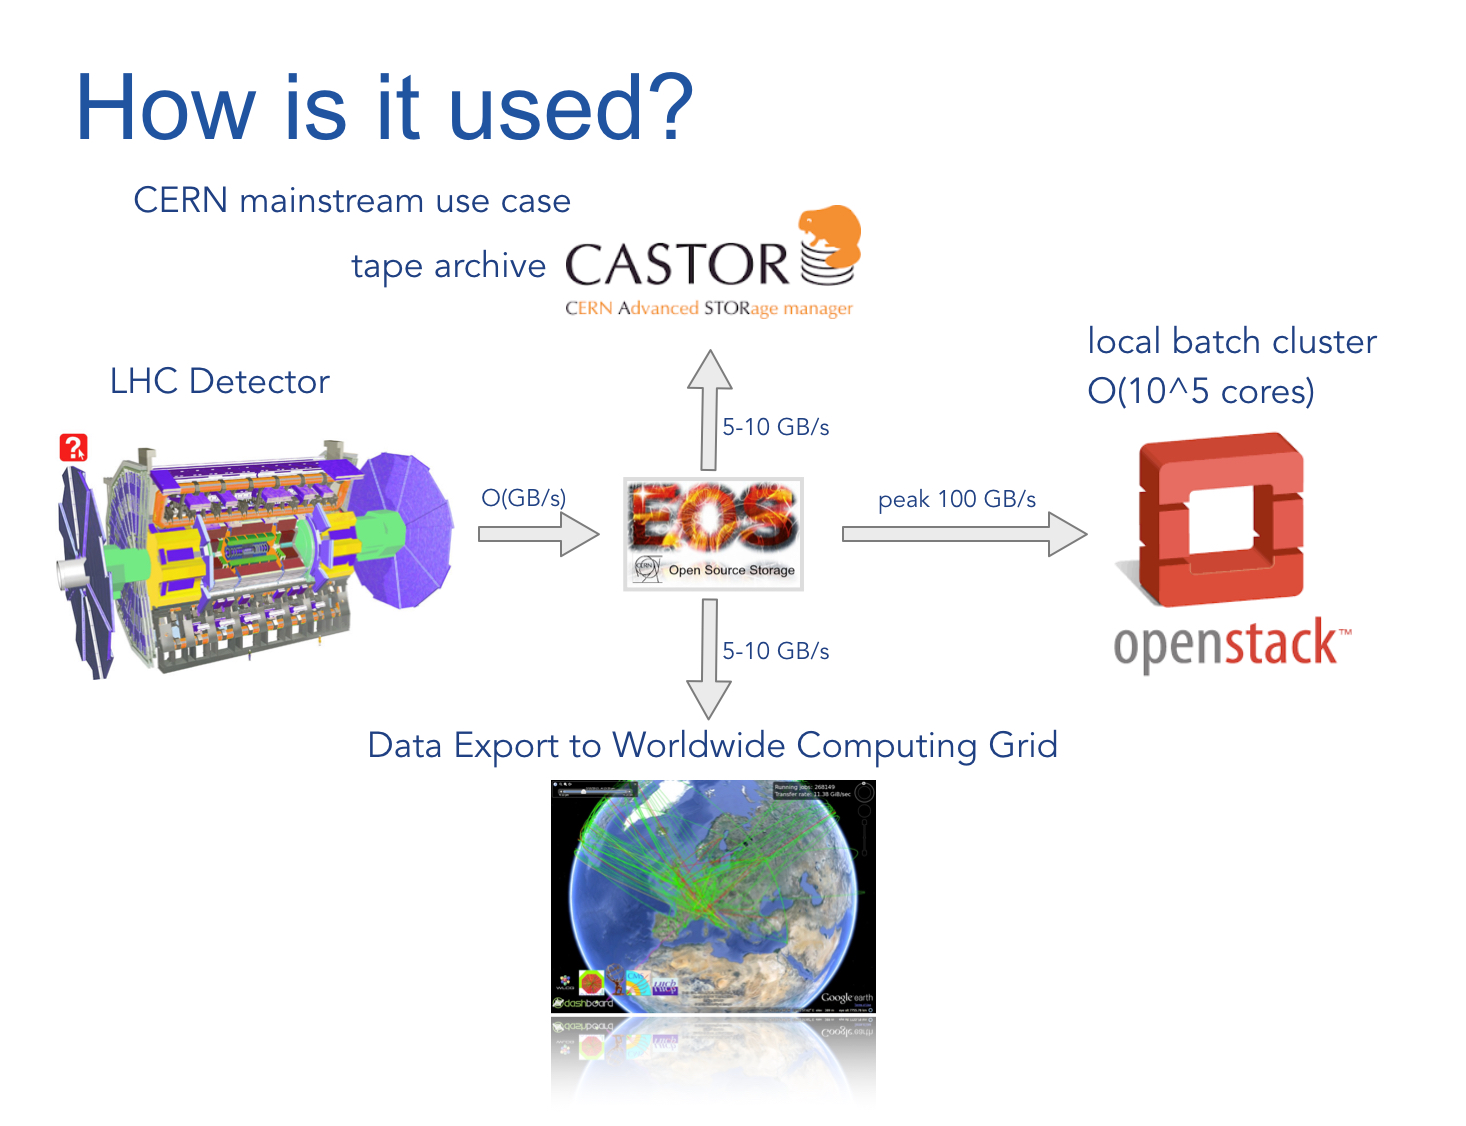 How is it used?
CERN mainstream use case
tape archive
CASTOR
CERN Advanced STORage manager
local batch cluster
O(10^5 cores)
LHC Detector
?
5-10 GB/s
O(GB/s)
EOS
CERN
Open Source Storage
peak 100 GB/s
openstack™
5-10 GB/s
Data Export to Worldwide Computing Grid
Running jobs: 268149
Transfer rate: 11.38 GiB/sec
WLCG
dashboard
Google earth